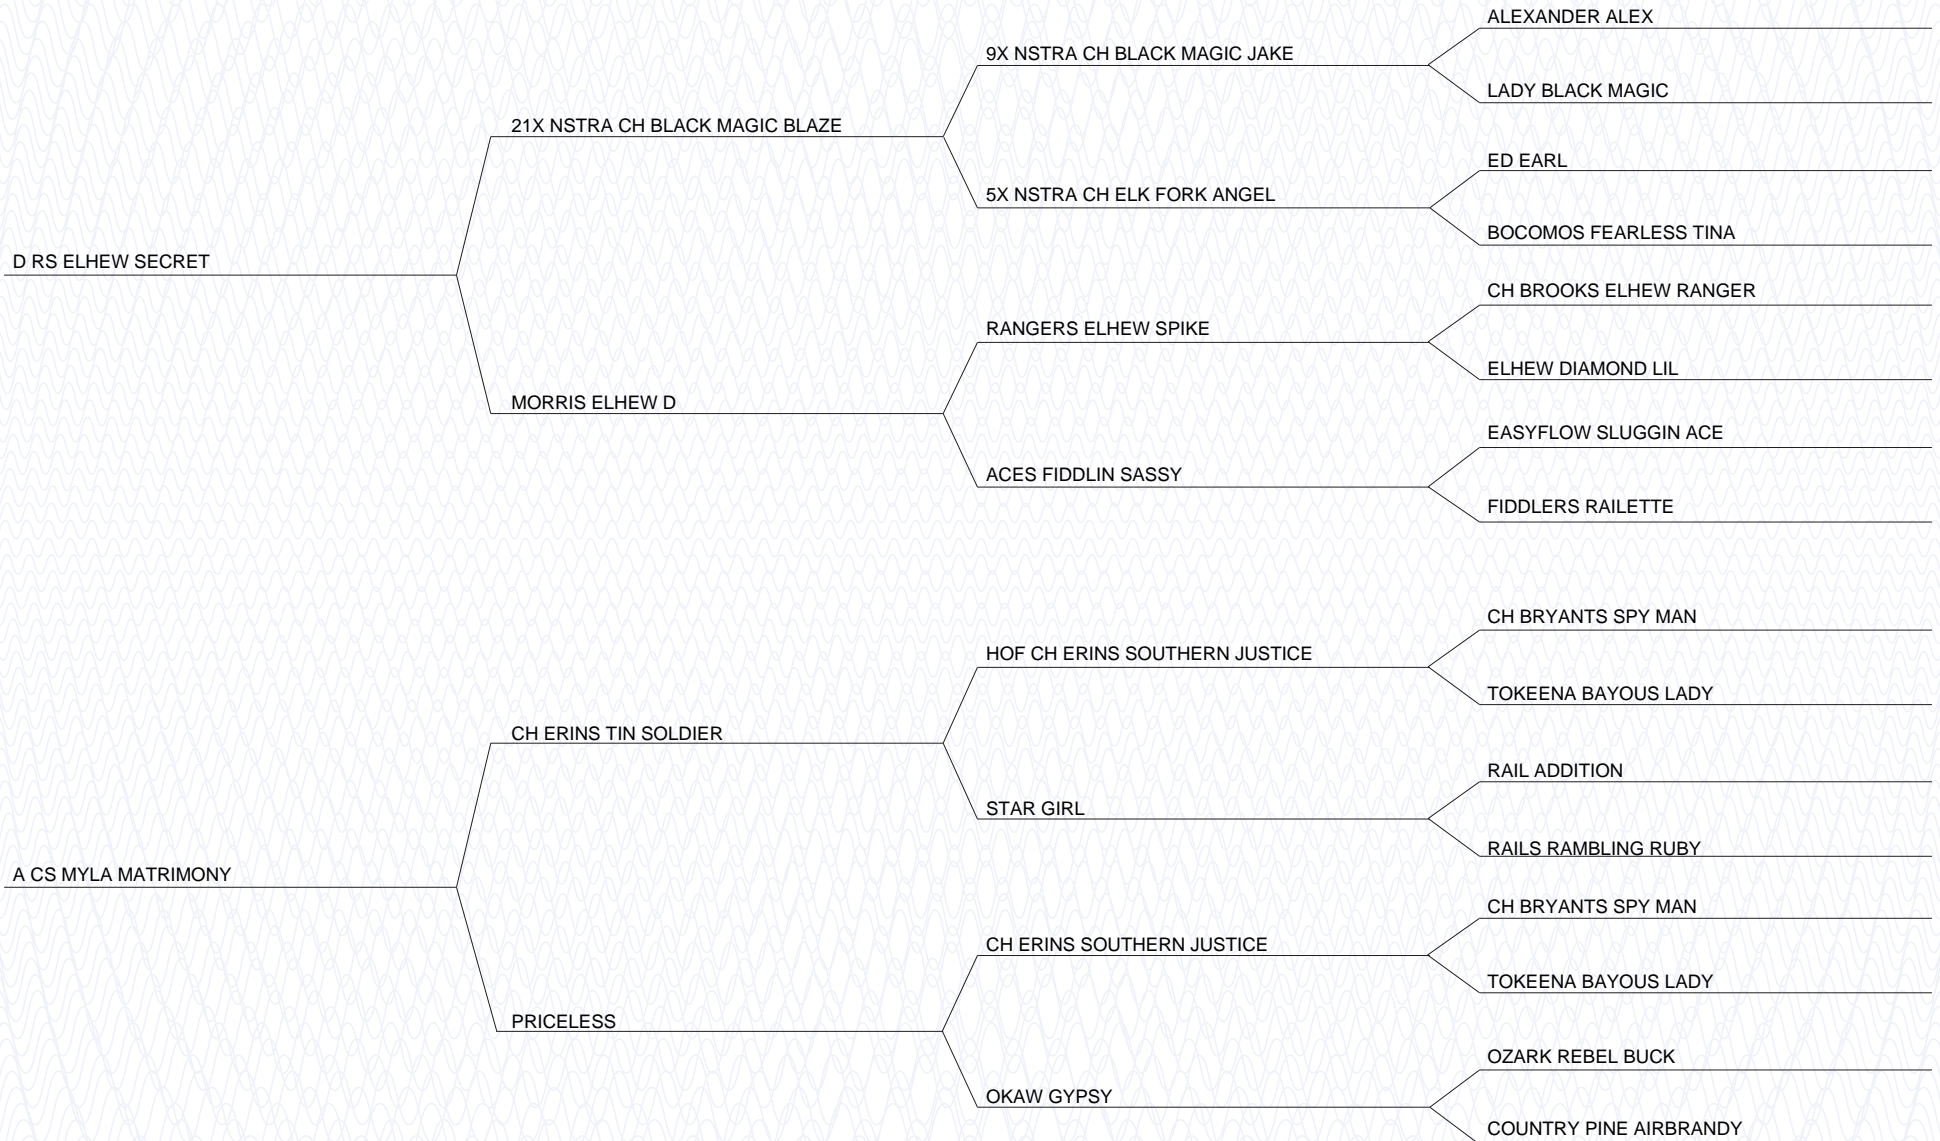 ALEXANDER ALEX
9X NSTRA CH BLACK MAGIC JAKE
LADY BLACK MAGIC
21X NSTRA CH BLACK MAGIC BLAZE
ED EARL
5X NSTRA CH ELK FORK ANGEL
BOCOMOS FEARLESS TINA
D RS ELHEW SECRET
CH BROOKS ELHEW RANGER
RANGERS ELHEW SPIKE
ELHEW DIAMOND LIL
MORRIS ELHEW D
EASYFLOW SLUGGIN ACE
ACES FIDDLIN SASSY
FIDDLERS RAILETTE
CH BRYANTS SPY MAN
HOF CH ERINS SOUTHERN JUSTICE
TOKEENA BAYOUS LADY
CH ERINS TIN SOLDIER
RAIL ADDITION
STAR GIRL
RAILS RAMBLING RUBY
A CS MYLA MATRIMONY
CH BRYANTS SPY MAN
CH ERINS SOUTHERN JUSTICE
TOKEENA BAYOUS LADY
PRICELESS
OZARK REBEL BUCK
OKAW GYPSY
COUNTRY PINE AIRBRANDY